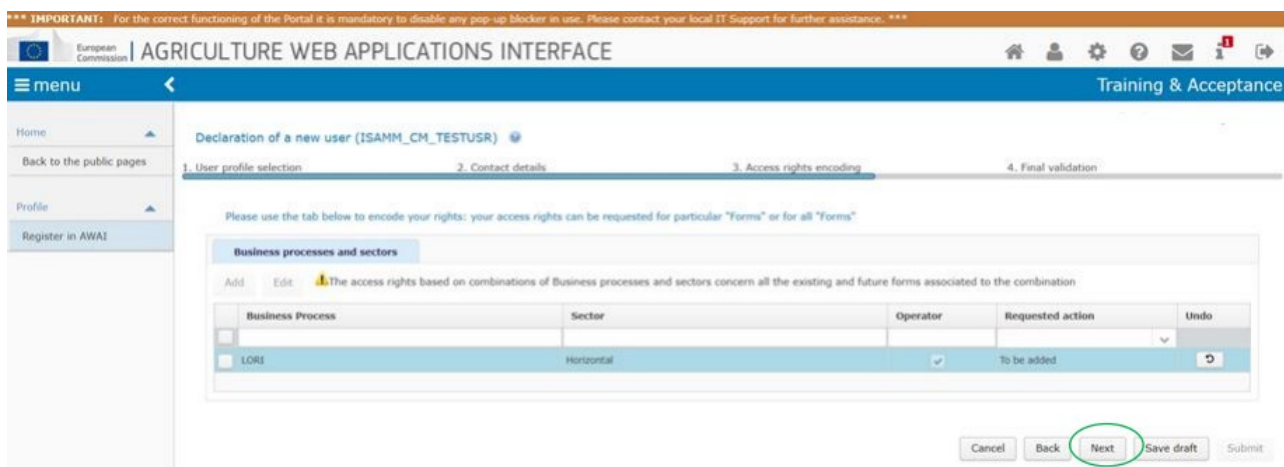 *** IMPORTANT: For the correct functioning of the Portal it is mandatory to disable any pop-up blocker in use. Please contact your local IT Support for further assistance. ***
European Commission | AGRICULTURE WEB APPLICATIONS INTERFACE
1
menu
Training & Acceptance
Home
Back to the public pages
Profile
Register in AWAI
Declaration of a new user (ISAMM_CM_TESTUSR)
1. User profile selection 2. Contact details 3. Access rights encoding 4. Final validation
Please use the tab below to encode your rights: your access rights can be requested for particular "Forms" or for all "Forms"
Business processes and sectors
Add Edit The access rights based on combinations of Business processes and sectors concern all the existing and future forms associated to the combination
Business Process Sector Operator Requested action Undo
LORI Horizontal To be added
Cancel Back Next Save draft Submit